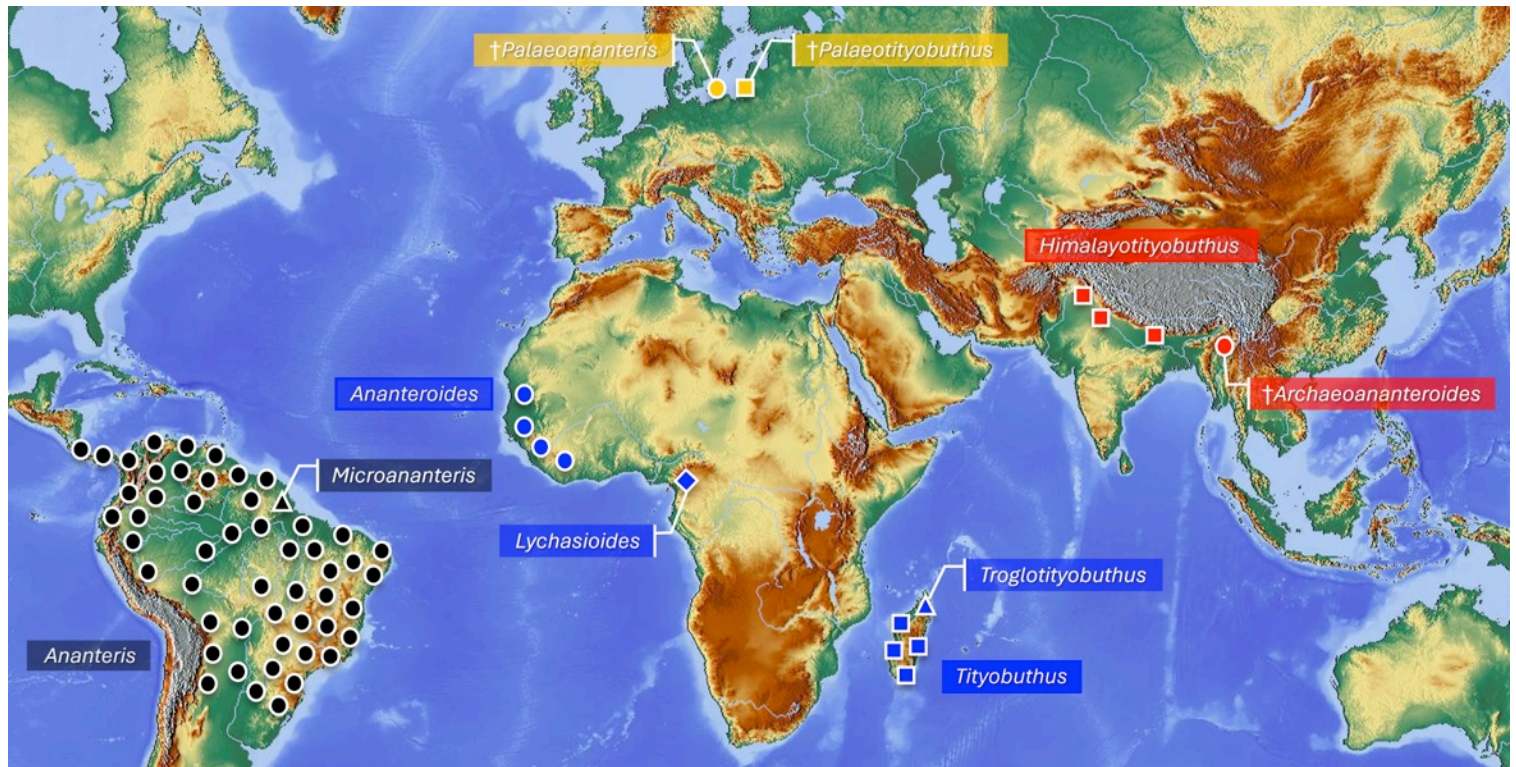 †Palaeoananteris
†Palaeotityobuthus
Himalayotityobuthus
Ananteroides
†Archaeoananteroides
Microananteris
Lychasioides
Troglotityobuthus
Ananteris
Tityobuthus